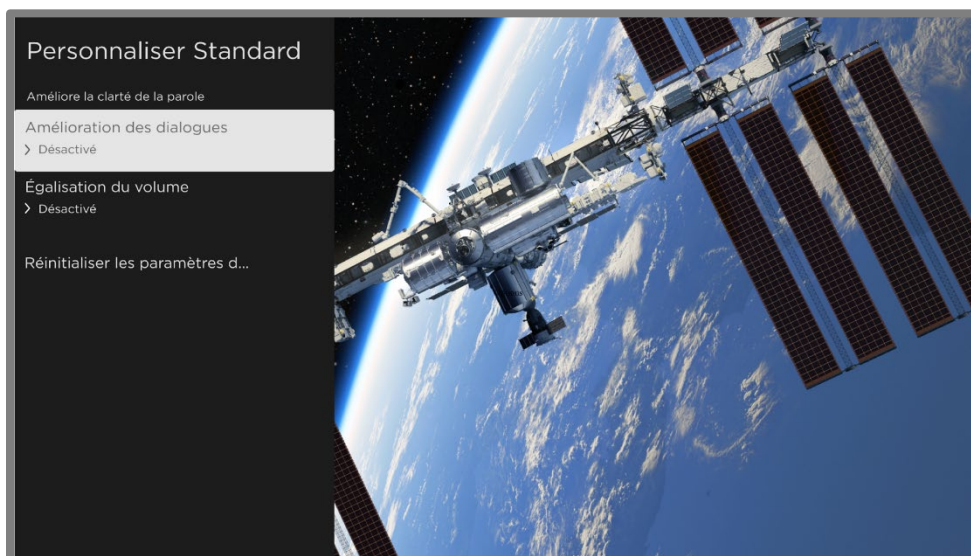 Personnaliser Standard
Améliore la clarté de la parole
Amélioration des dialogues
Désactivé
Égalisation du volume
Désactivé
Réinitialiser les paramètres d...